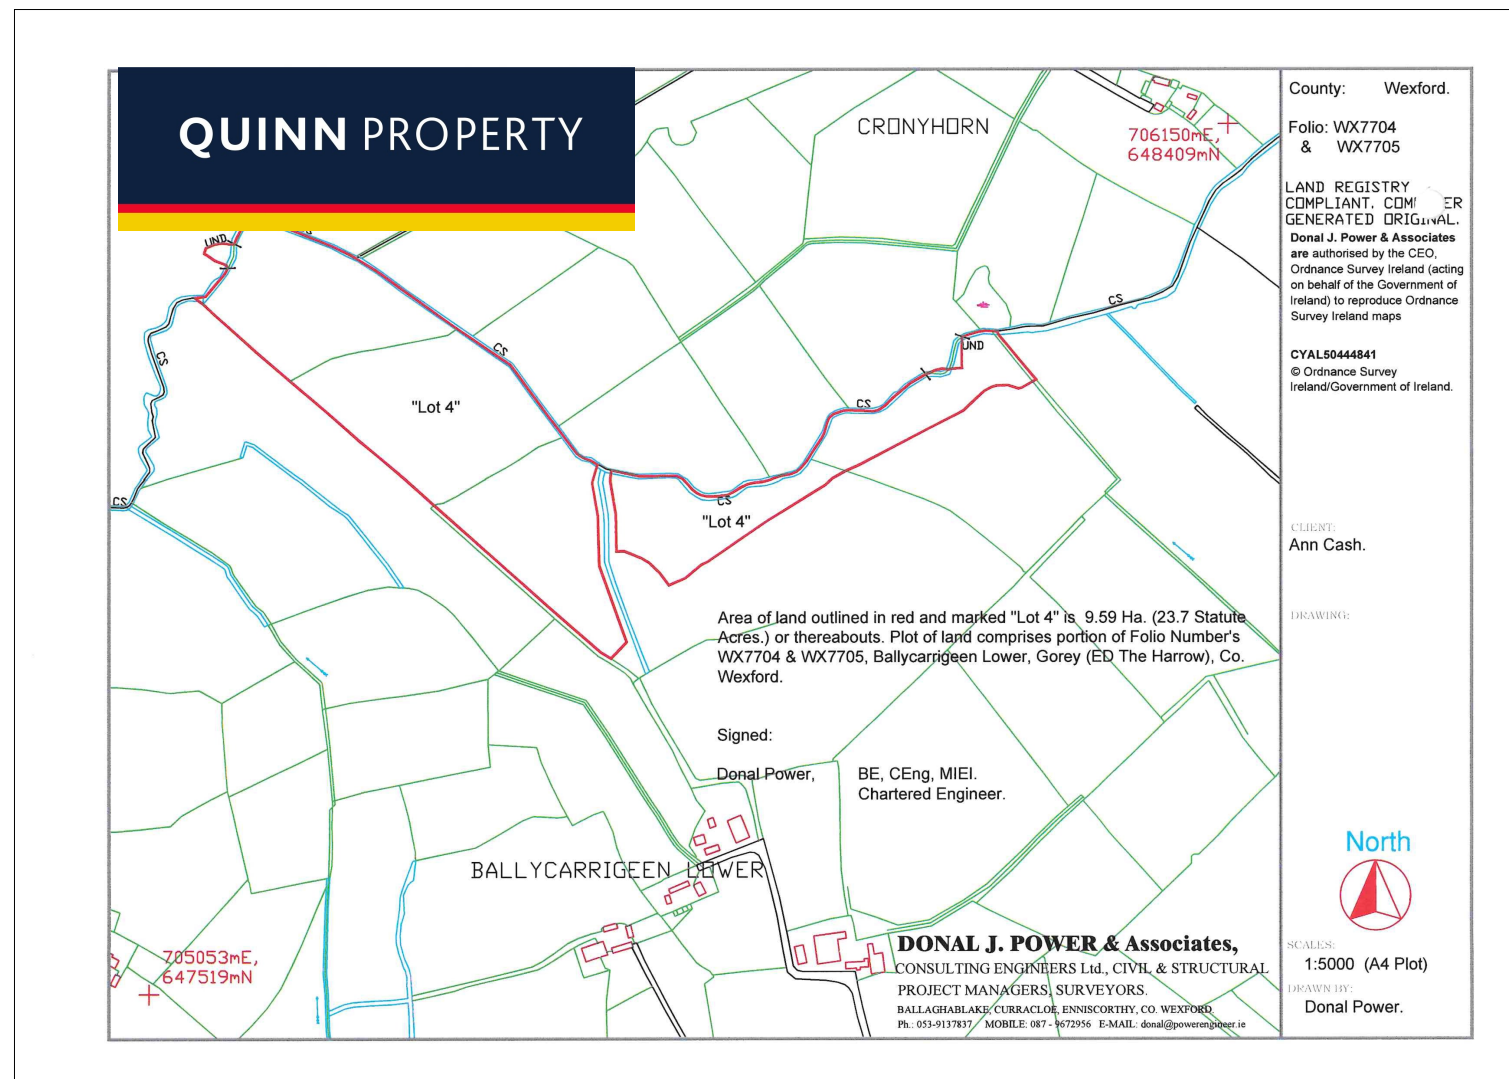 QUINN PROPERTY
CRONYHORN
706150mE,
648409mN
UND
CS
CS
CS
UND
CS
CS
CS
"Lot 4"
"Lot 4"
Area of land outlined in red and marked "Lot 4" is 9.59 Ha. (23.7 Statute
Acres.) or thereabouts. Plot of land comprises portion of Folio Number's
WX7704 & WX7705, Ballycarrigeen Lower, Gorey (ED The Harrow), Co.
Wexford.
Signed:
Donal Power, BE, CEng, MIEI.
Chartered Engineer.
BALLYCARRIGEEN LOWER
705053mE,
647519mN
DONAL J. POWER & Associates,
CONSULTING ENGINEERS Ltd., CIVIL & STRUCTURAL
PROJECT MANAGERS, SURVEYORS.
BALLAGHABLAKE, CURRACLOE, ENNISCORTHY, CO. WEXFORD.
Ph.: 053-9137837 MOBILE: 087 - 9672956 E-MAIL: donal@powerengineer.ie
County: Wexford.
Folio: WX7704
& WX7705
LAND REGISTRY
COMPLIANT. COM ER
GENERATED ORIGINAL.
Donal J. Power & Associates
are authorised by the CEO,
Ordnance Survey Ireland (acting
on behalf of the Government of
Ireland) to reproduce Ordnance
Survey Ireland maps
CYAL50444841
© Ordnance Survey
Ireland/Government of Ireland.
CLIENT:
Ann Cash.
DRAWING:
North
SCALES:
1:5000 (A4 Plot)
DRAWN BY:
Donal Power.